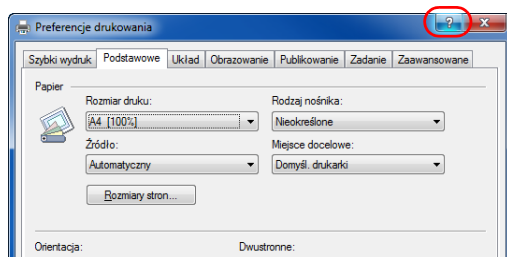 Preferencje drukowania
?
X
Szybki wydruk Podstawowe Układ Obrazowanie Publikowanie Zadanie Zaawansowane
Papier
Rozmiar druku: Rodzaj nośnika:
A4 [100%] Nieokreślone
Źródło: Miejsce docelowe:
Automatyczny Domyśl. drukarki
Rozmiary stron...
Orientacja: Dwustronne: